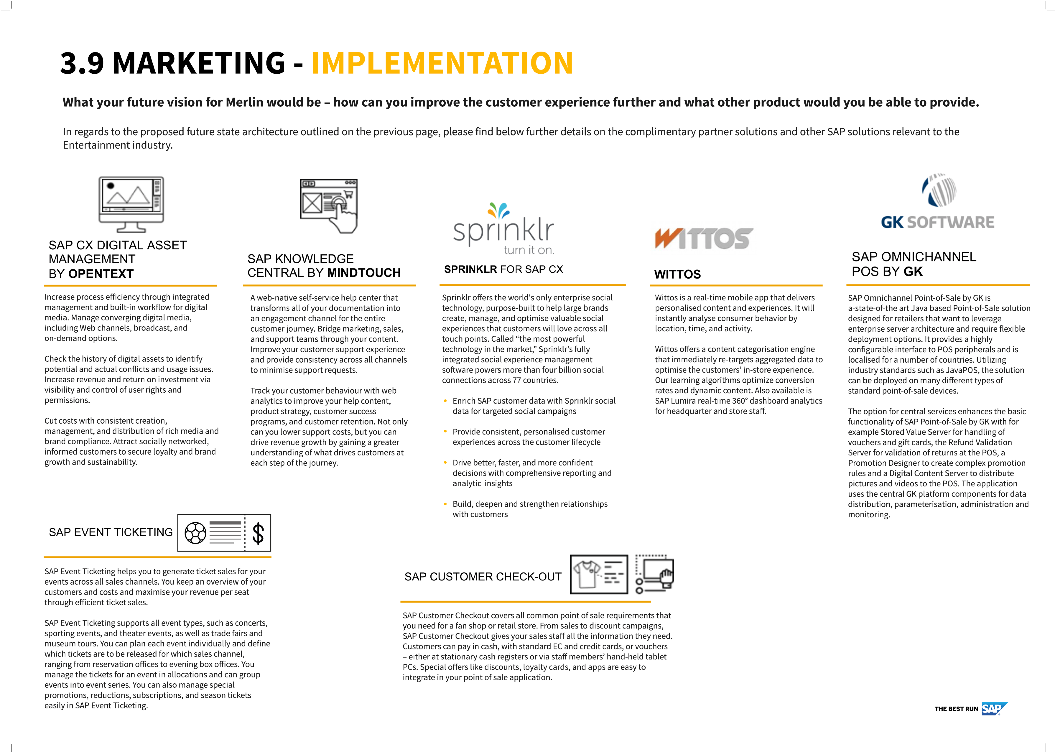 3.9 MARKETING - IMPLEMENTATION
What your future vision for Merlin would be – how can you improve the customer experience further and what other product would you be able to provide.
In regards to the proposed future state architecture outlined on the previous page, please find below further details on the complimentary partner solutions and other SAP solutions relevant to the
Entertainment industry.
SAP CX DIGITAL ASSET
MANAGEMENT
BY OPENTEXT
Increase process efficiency through integrated
management and built-in workflow for digital
media. Manage converging digital media,
including Web channels, broadcast, and
on-demand options.
Check the history of digital assets to identify
potential and actual conflicts and usage issues.
Increase revenue and return on investment via
visibility and control of user rights and
permissions.
Cut costs with consistent creation,
management, and distribution of rich media and
brand compliance. Attract socially networked,
informed customers to secure loyalty and brand
growth and sustainability.
SAP KNOWLEDGE
CENTRAL BY MINDTOUCH
A web-native self-service help center that
transforms all of your documentation into
an engagement channel for the entire
customer journey. Bridge marketing, sales,
and support teams through your content.
Improve your customer support experience
and provide consistency across all channels
to minimise support requests.
Track your customer behaviour with web
analytics to improve your help content,
product strategy, customer success
programs, and customer retention. Not only
can you lower support costs, but you can
drive revenue growth by gaining a greater
understanding of what drives customers at
each step of the journey.
sprinklr
turn it on.
SPRINKLR FOR SAP CX
Sprinklr offers the world's only enterprise social
technology, purpose-built to help large brands
create, manage, and optimise valuable social
experiences that customers will love across all
touch points. Called "the most powerful
technology in the market," Sprinklr's fully
integrated social experience management
software powers more than four billion social
connections across 77 countries.
• Enrich SAP customer data with Sprinklr social
data for targeted social campaigns
• Provide consistent, personalised customer
experiences across the customer lifecycle
• Drive better, faster, and more confident
decisions with comprehensive reporting and
analytic insights
• Build, deepen and strengthen relationships
with customers
WITTOS
WITTOS
Wittos is a real-time mobile app that delivers
personalised content and experiences. It will
instantly analyse consumer behavior by
location, time, and activity.
Wittos offers a content categorisation engine
that immediately re-targets aggregated data to
optimise the customers' in-store experience.
Our learning algorithms optimize conversion
rates and dynamic content. Also available is
SAP Lumira real-time 360° dashboard analytics
for headquarter and store staff.
GK SOFTWARE
SAP OMNICHANNEL
POS BY GK
SAP Omnichannel Point-of-Sale by GK is
a-state-of-the art Java based Point-of-Sale solution
designed for retailers that want to leverage
enterprise server architecture and require flexible
deployment options. It provides a highly
configurable interface to POS peripherals and is
localised for a number of countries. Utilizing
industry standards such as JavaPOS, the solution
can be deployed on many different types of
standard point-of-sale devices.
The option for central services enhances the basic
functionality of SAP Point-of-Sale by GK with for
example Stored Value Server for handling of
vouchers and gift cards, the Refund Validation
Server for validation of returns at the POS, a
Promotion Designer to create complex promotion
rules and a Digital Content Server to distribute
pictures and videos to the POS. The application
uses the central GK platform components for data
distribution, parameterisation, administration and
monitoring.
SAP EVENT TICKETING
$
SAP Event Ticketing helps you to generate ticket sales for your
events across all sales channels. You keep an overview of your
customers and costs and maximise your revenue per seat
through efficient ticket sales.
SAP Event Ticketing supports all event types, such as concerts,
sporting events, and theater events, as well as trade fairs and
museum tours. You can plan each event individually and define
which tickets are to be released for which sales channel,
ranging from reservation offices to evening box offices. You
manage the tickets for an event in allocations and can group
events into event series. You can also manage special
promotions, reductions, subscriptions, and season tickets
easily in SAP Event Ticketing.
SAP CUSTOMER CHECK-OUT
SAP Customer Checkout covers all common point of sale requirements that
you need for a fan shop or retail store. From sales to discount campaigns,
SAP Customer Checkout gives your sales staff all the information they need.
Customers can pay in cash, with standard EC and credit cards, or vouchers
– either at stationary cash registers or via staff members' hand-held tablet
PCs. Special offers like discounts, loyalty cards, and apps are easy to
integrate in your point of sale application.
THE BEST RUN SAP